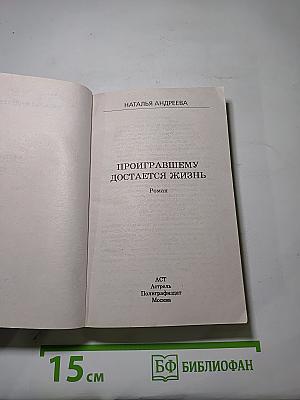 НАТАЛЬЯ АНДРЕЕВА
ПРОИГРАВШЕМУ
ДОСТАЕТСЯ ЖИЗНЬ
Роман
АСТ
Астрель
Полиграфиздат
Москва
15 см
БФ БИБЛИОФАН